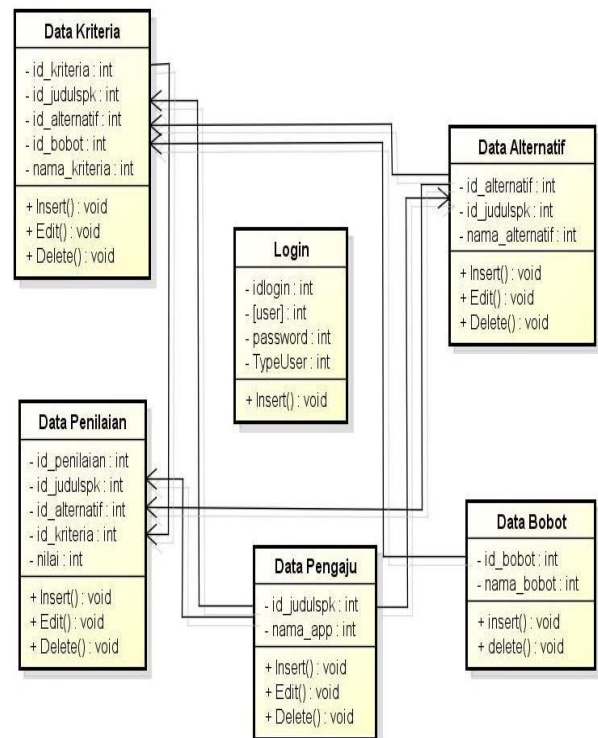 Data Kriteria
- id_kriteria : int
- id_judulspk : int
- id_alternatif : int
- id_bobot : int
- nama_kriteria : int
+ Insert() : void
+ Edit() : void
+ Delete() : void
Data Alternatif
- id_alternatif : int
- id_judulspk : int
- nama_alternatif : int
+ Insert() : void
+ Edit() : void
+ Delete() : void
Login
- idlogin : int
- [user] : int
- password : int
- TypeUser : int
+ Insert() : void
Data Penilaian
- id_penilaian : int
- id_judulspk : int
- id_alternatif : int
- id_kriteria : int
- nilai : int
+ Insert() : void
+ Edit() : void
+ Delete() : void
Data Pengaju
- id_judulspk : int
- nama_app : int
+ Insert() : void
+ Edit() : void
+ Delete() : void
Data Bobot
- id_bobot : int
- nama_bobot : int
+ insert() : void
+ delete() : void